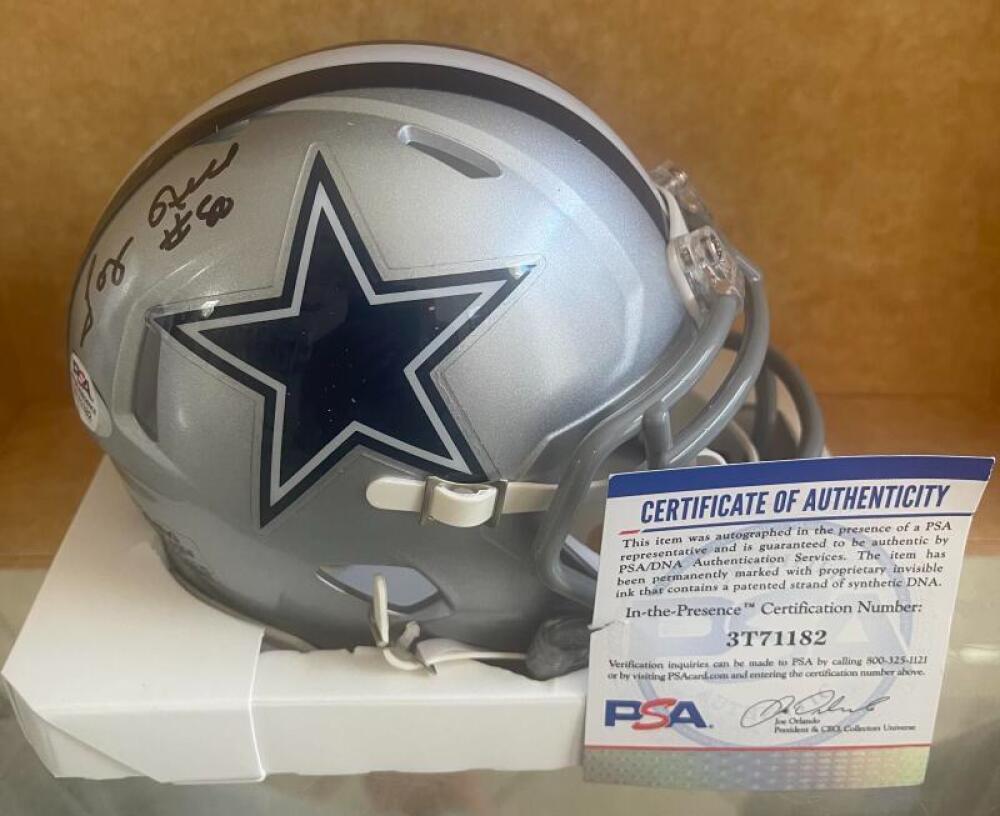 #80
PSA
CERTIFICATE OF AUTHENTICITY
This item was autographed in the presence of a PSA
representative and is guaranteed to be authentic by
PSA/DNA Authentication Services. The item has
been permanently marked with proprietary invisible
ink that contains a patented strand of synthetic DNA.
In-the-Presence™ Certification Number:
3T71182
Verification inquiries can be made to PSA by calling 800-325-1121
or by visiting PSAcard.com and entering the certification number above.
PSA.
Joe Orlando
President & CEO, Collectors Universe